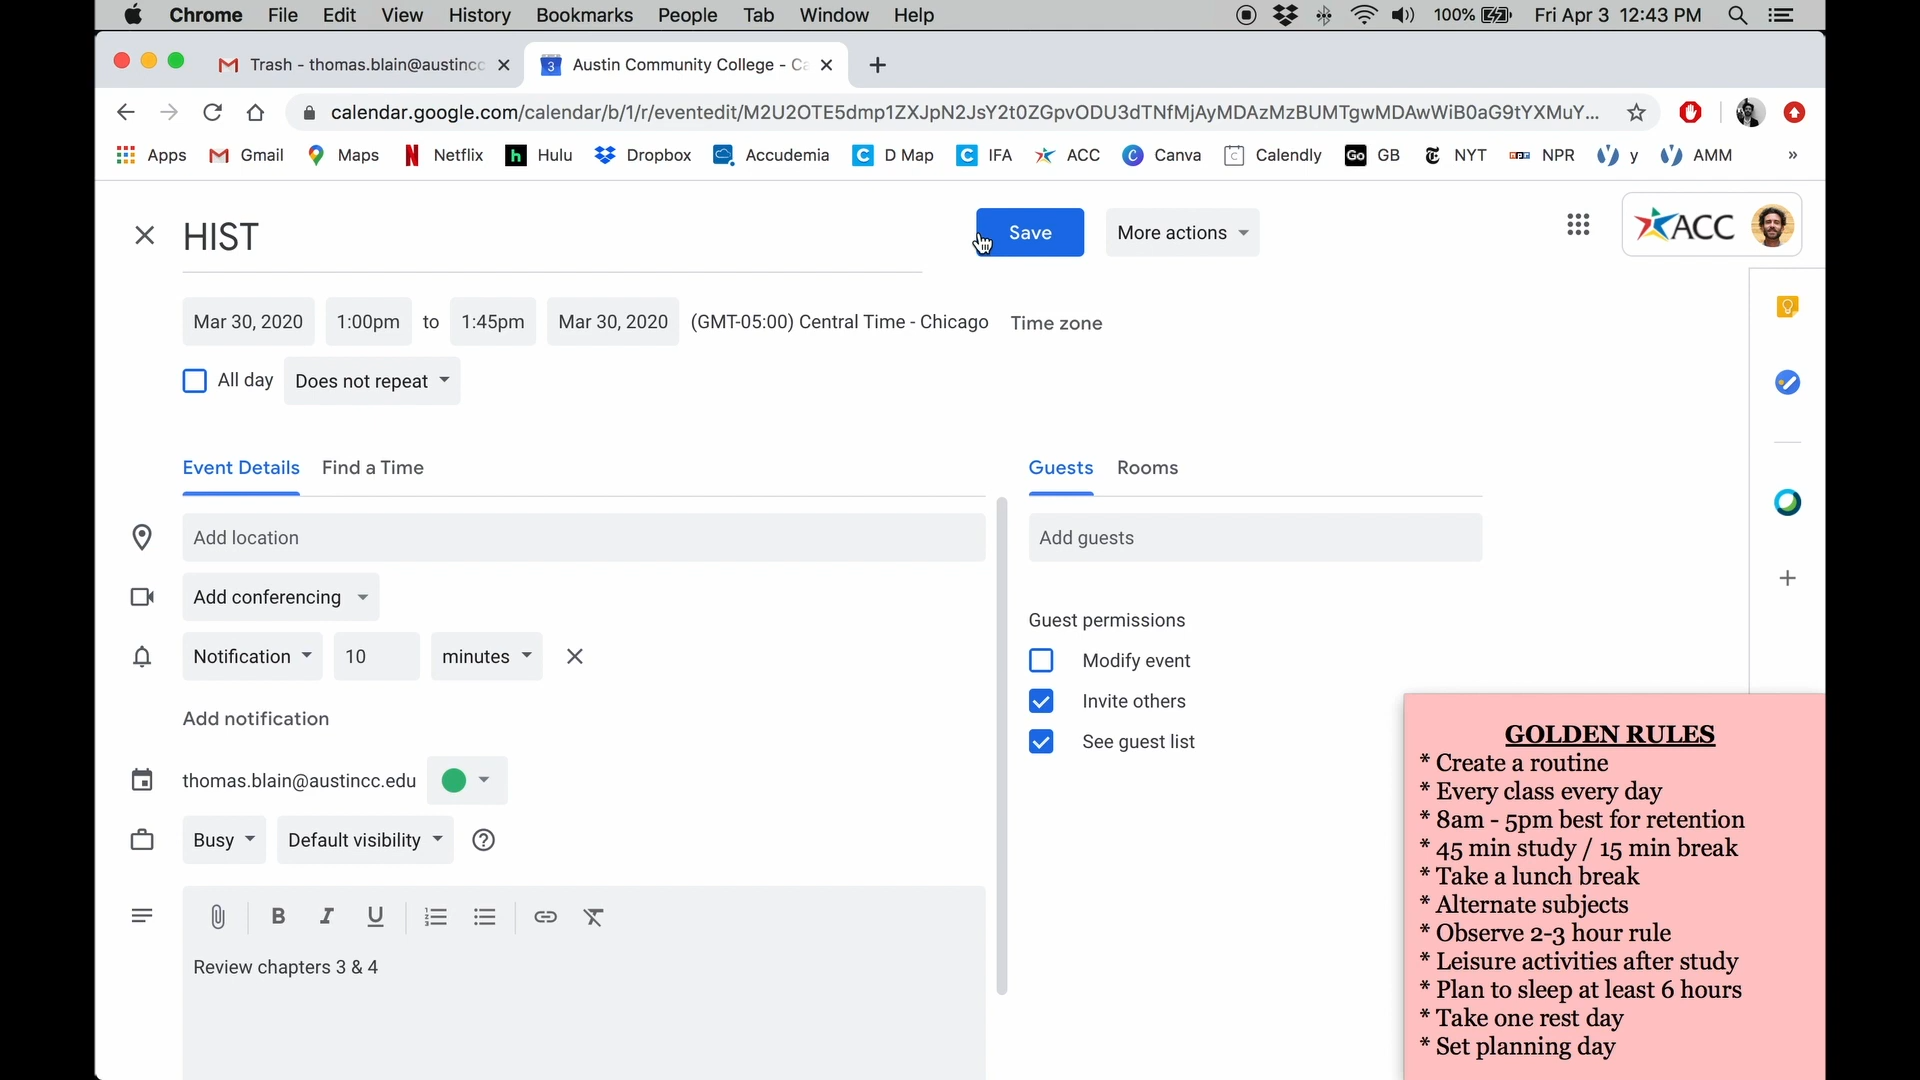 Chrome File Edit View History Bookmarks People Tab Window Help 100% Fri Apr 3 12:43 PM
Trash - thomas.blain@austincc
3 Austin Community College - Ca
calendar.google.com/calendar/b/1/r/eventedit/M2U2OTE5dmp1ZXJpN2JsY2t0ZGpvODU3dTNfMjAyMDAzMzBUMTgwMDAwWiB0aG9tYXMuY...
Apps Gmail Maps Netflix Hulu Dropbox Accudemia D Map IFA ACC Canva Calendly GB NYT NPR y AMM »
HIST
Save
More actions
ACC
Mar 30, 2020 1:00pm to 1:45pm Mar 30, 2020 (GMT-05:00) Central Time - Chicago Time zone
All day Does not repeat
Event Details Find a Time
Guests Rooms
Add location
Add guests
Add conferencing
Guest permissions
Notification 10 minutes
Modify event
Invite others
Add notification
See guest list
thomas.blain@austincc.edu
Busy Default visibility
B I U
Review chapters 3 & 4
GOLDEN RULES
* Create a routine
* Every class every day
* 8am - 5pm best for retention
* 45 min study / 15 min break
* Take a lunch break
* Alternate subjects
* Observe 2-3 hour rule
* Leisure activities after study
* Plan to sleep at least 6 hours
* Take one rest day
* Set planning day